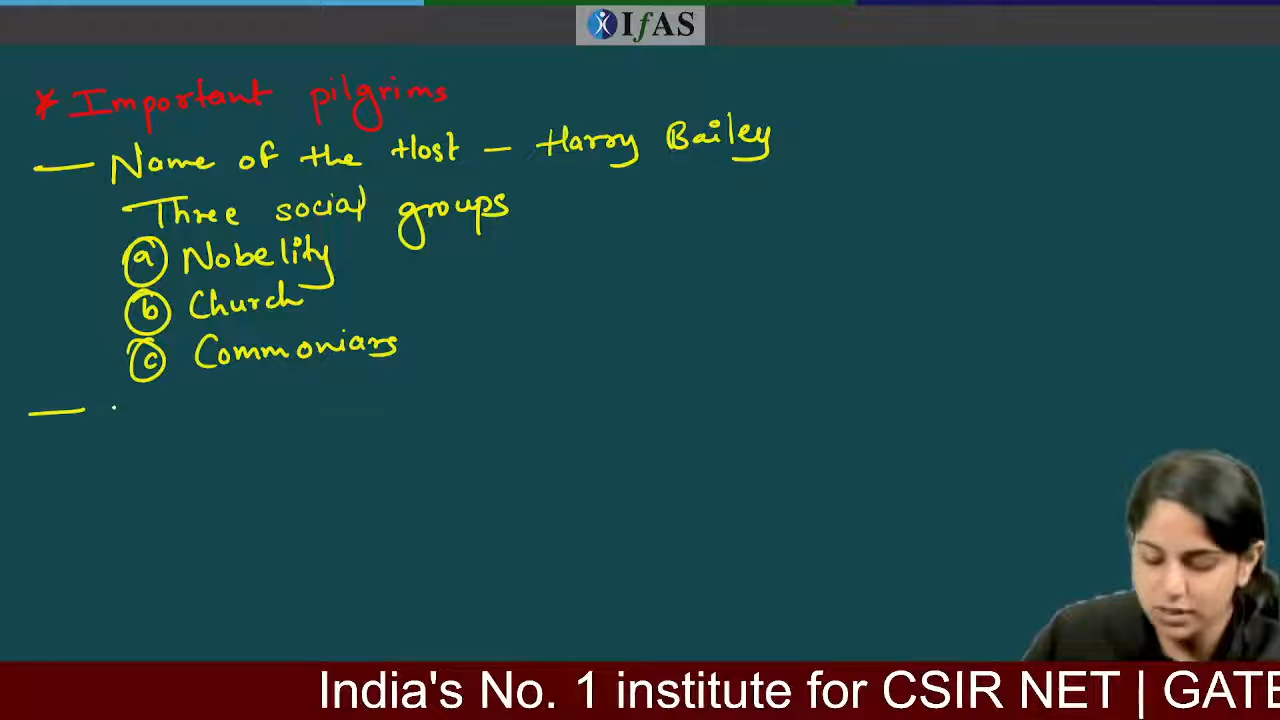 IfAS
* Important pilgrims
— Name of the Host - Harry Bailey
Three social groups
(a) Nobelity
(b) Church
(c) Commoniars
—
India's No. 1 institute for CSIR NET | GATE